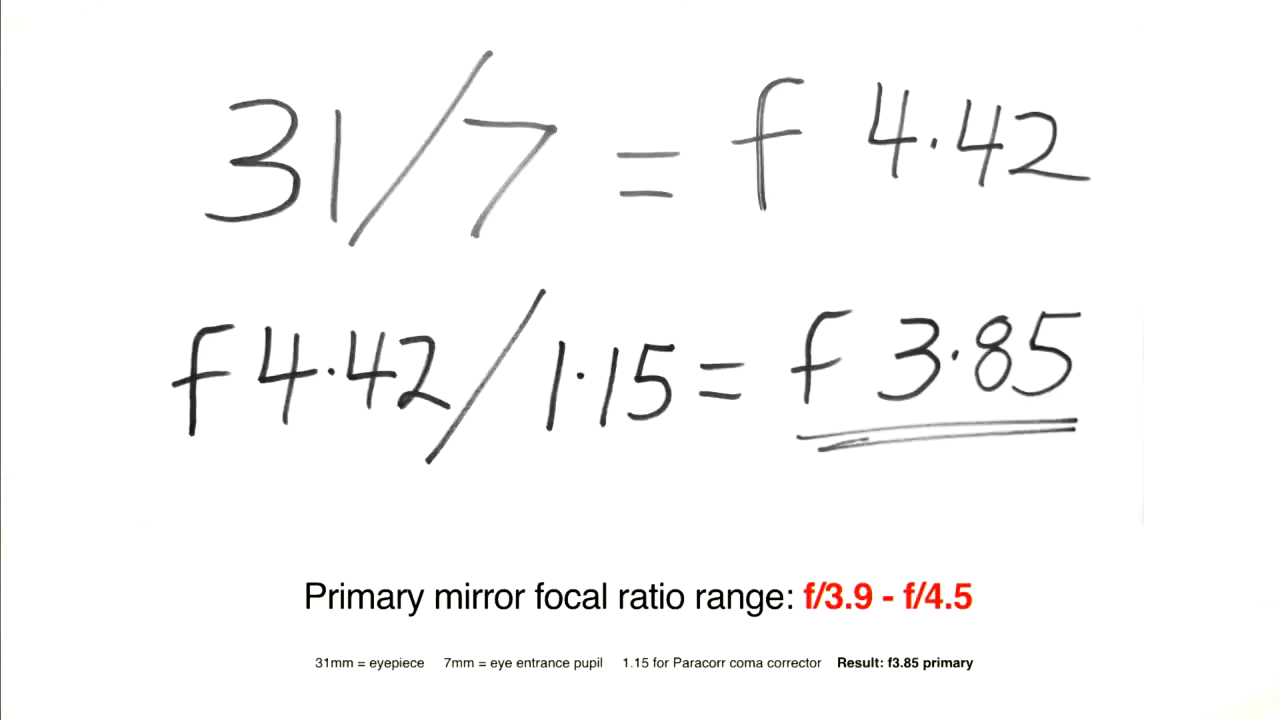 31/7 = f 4.42
f 4.42/1.15 = f 3.85
Primary mirror focal ratio range: f/3.9 - f/4.5
31mm = eyepiece 7mm = eye entrance pupil 1.15 for Paracorr coma corrector Result: f3.85 primary